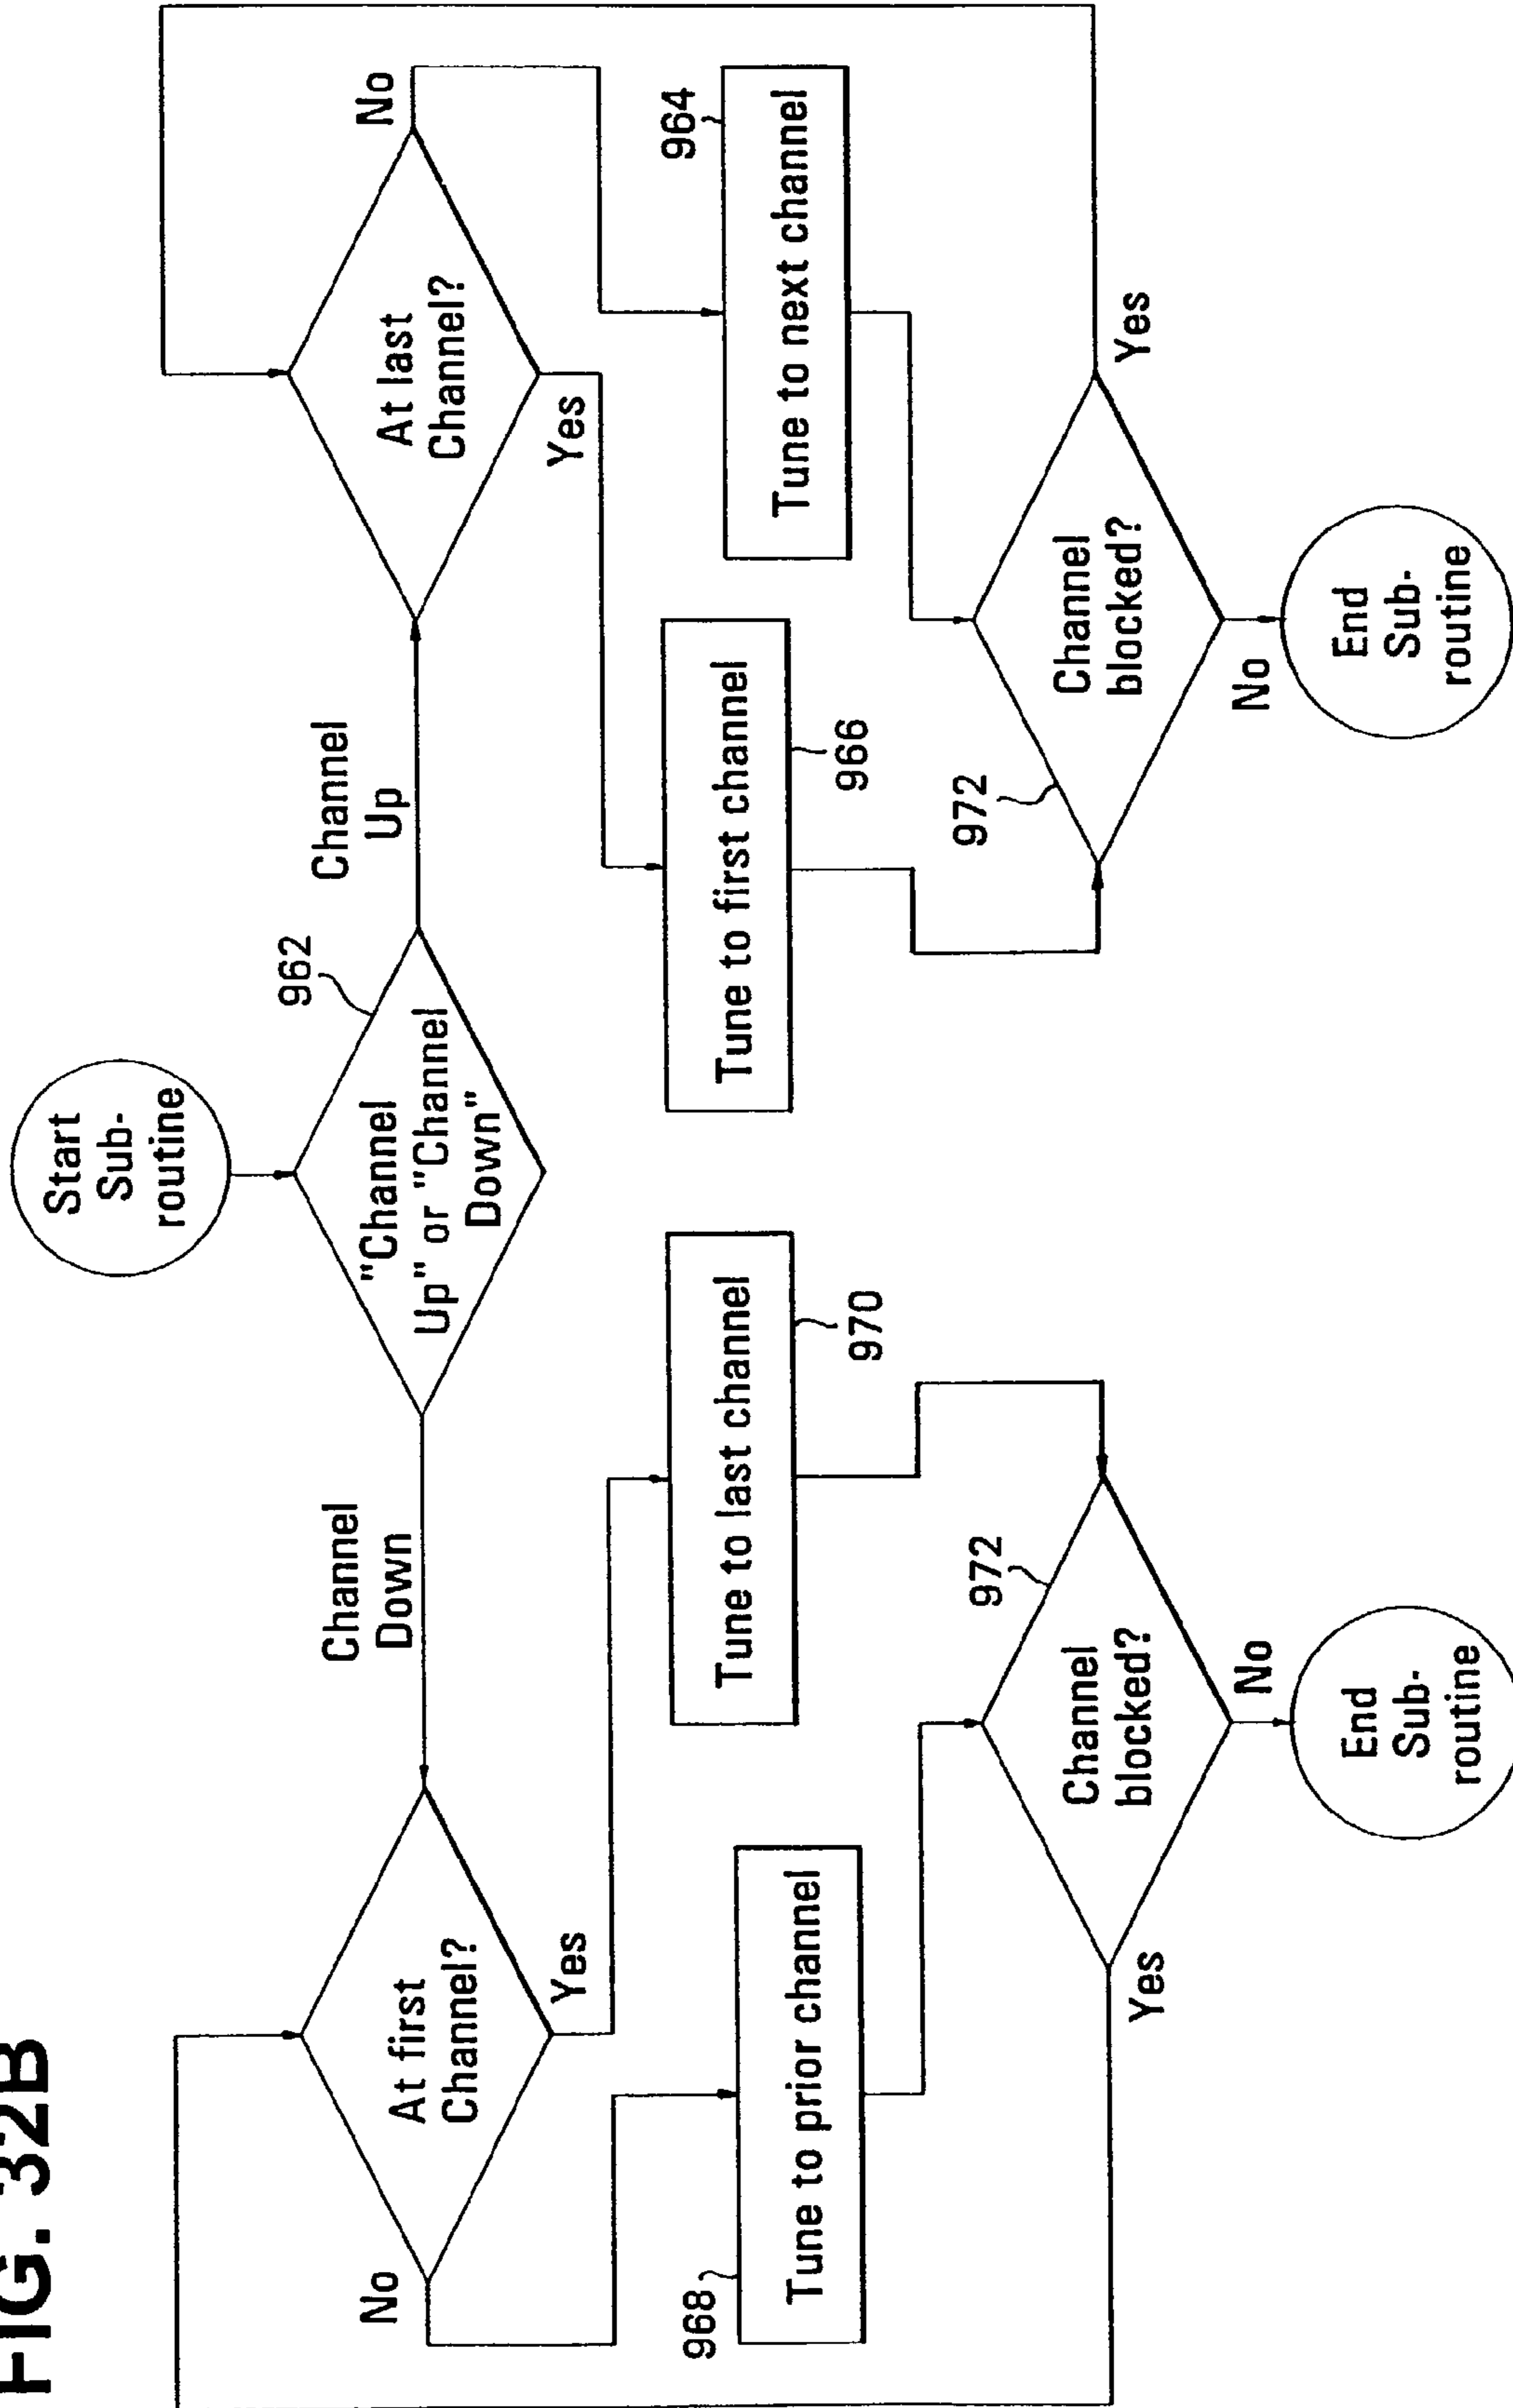 FIG. 32B
Start
Sub-
routine
962
"Channel
Up" or "Channel
Down"
Channel
Down
Channel
Up
At first
Channel?
No
Yes
At last
Channel?
No
Yes
968
Tune to prior channel
Tune to last channel
970
Tune to first channel
966
964
Tune to next channel
972
Channel
blocked?
Yes
No
972
Channel
blocked?
Yes
No
End
Sub-
routine
End
Sub-
routine